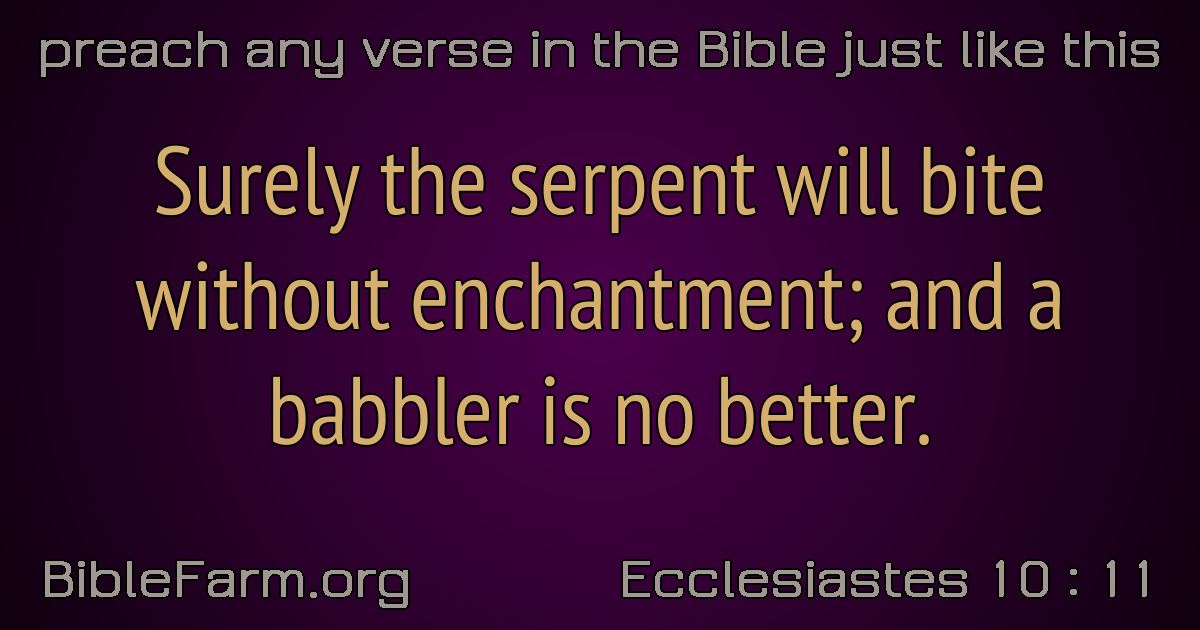 preach any verse in the Bible just like this
Surely the serpent will bite
without enchantment; and a
babbler is no better.
BibleFarm.org
Ecclesiastes 10 : 11